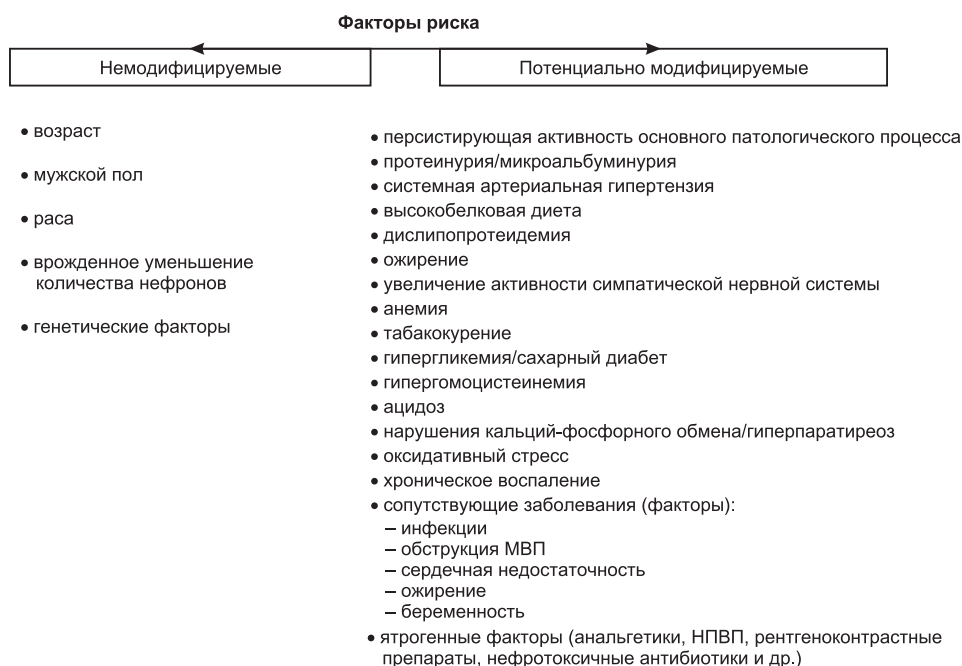 Факторы риска
Немодифицируемые
Потенциально модифицируемые
• возраст
• мужской пол
• раса
• врожденное уменьшение
количества нефронов
• генетические факторы
• персистирующая активность основного патологического процесса
• протеинурия/микроальбуминурия
• системная артериальная гипертензия
• высокобелковая диета
• дислипопротеидемия
• ожирение
• увеличение активности симпатической нервной системы
• анемия
• табакокурение
• гипергликемия/сахарный диабет
• гипергомоцистеинемия
• ацидоз
• нарушения кальций-фосфорного обмена/гиперпаратиреоз
• оксидативный стресс
• хроническое воспаление
• сопутствующие заболевания (факторы):
– инфекции
– обструкция МВП
– сердечная недостаточность
– ожирение
– беременность
• ятрогенные факторы (анальгетики, НПВП, рентгеноконтрастные
препараты, нефротоксичные антибиотики и др.)